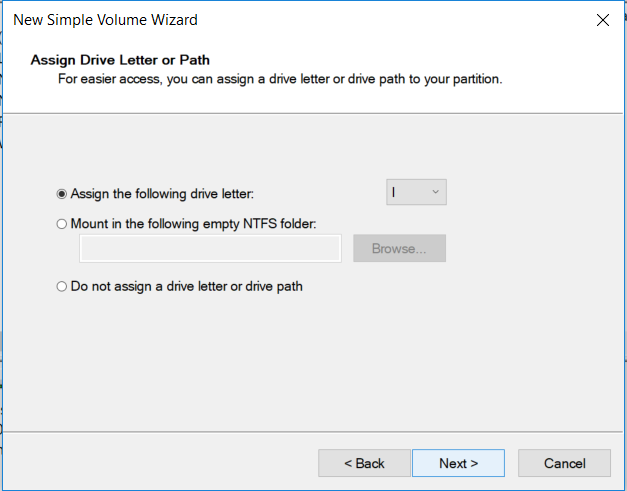 New Simple Volume Wizard
Assign Drive Letter or Path
For easier access, you can assign a drive letter or drive path to your partition.
Assign the following drive letter: I
Mount in the following empty NTFS folder:
Browse...
Do not assign a drive letter or drive path
< Back Next > Cancel